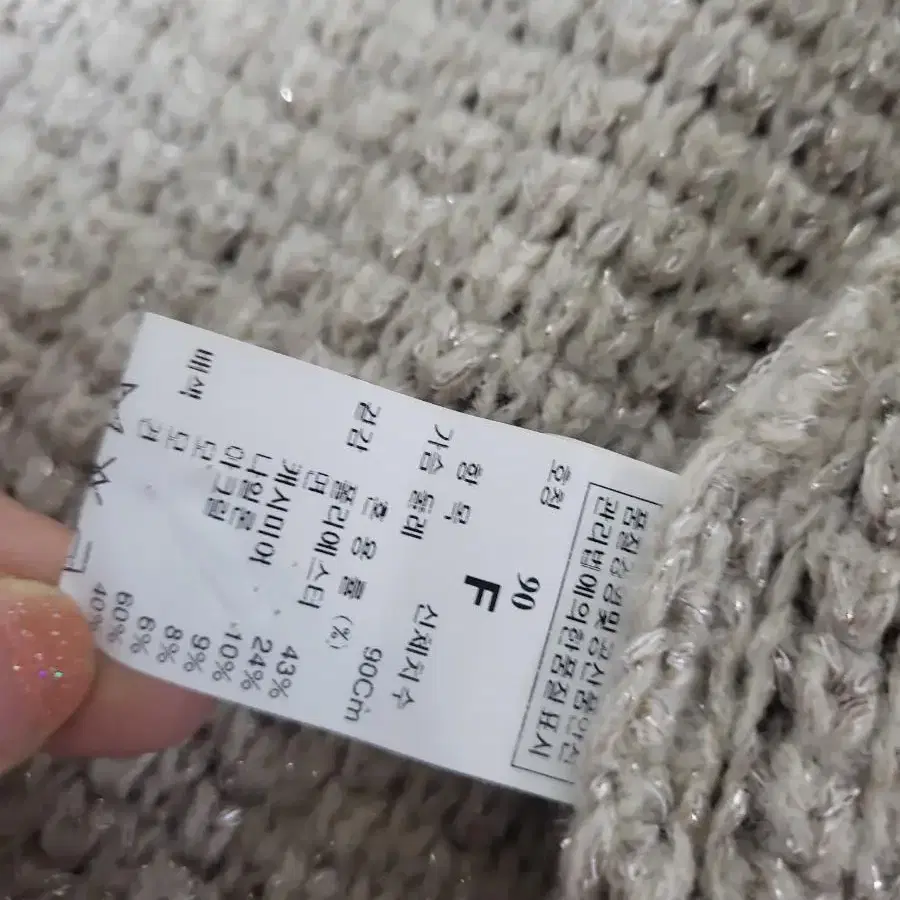 품질경영및공산품안전
관리법에의한품질표시
호칭 90
F
항 목 신체치수
가슴 둘레 90Cm
혼 용 률 (%)
겉감 폴리에스터 43%
면 24%
캐시미어 10%
나일론 9%
아크릴 8%
모 6%
배색 모 60%
40%